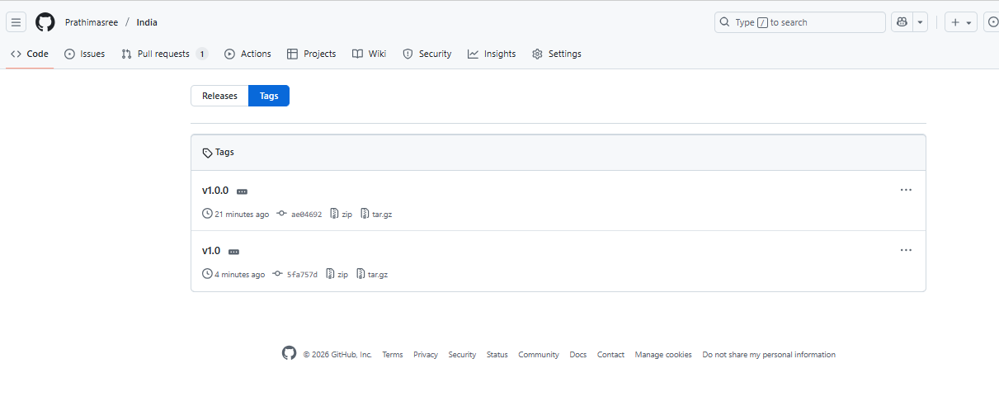 Prathimasree / India Type / to search
Code Issues Pull requests 1 Actions Projects Wiki Security Insights Settings
Releases Tags
Tags
v1.0.0
21 minutes ago ae04692 zip tar.gz
v1.0
4 minutes ago 5fa757d zip tar.gz
© 2026 GitHub, Inc. Terms Privacy Security Status Community Docs Contact Manage cookies Do not share my personal information